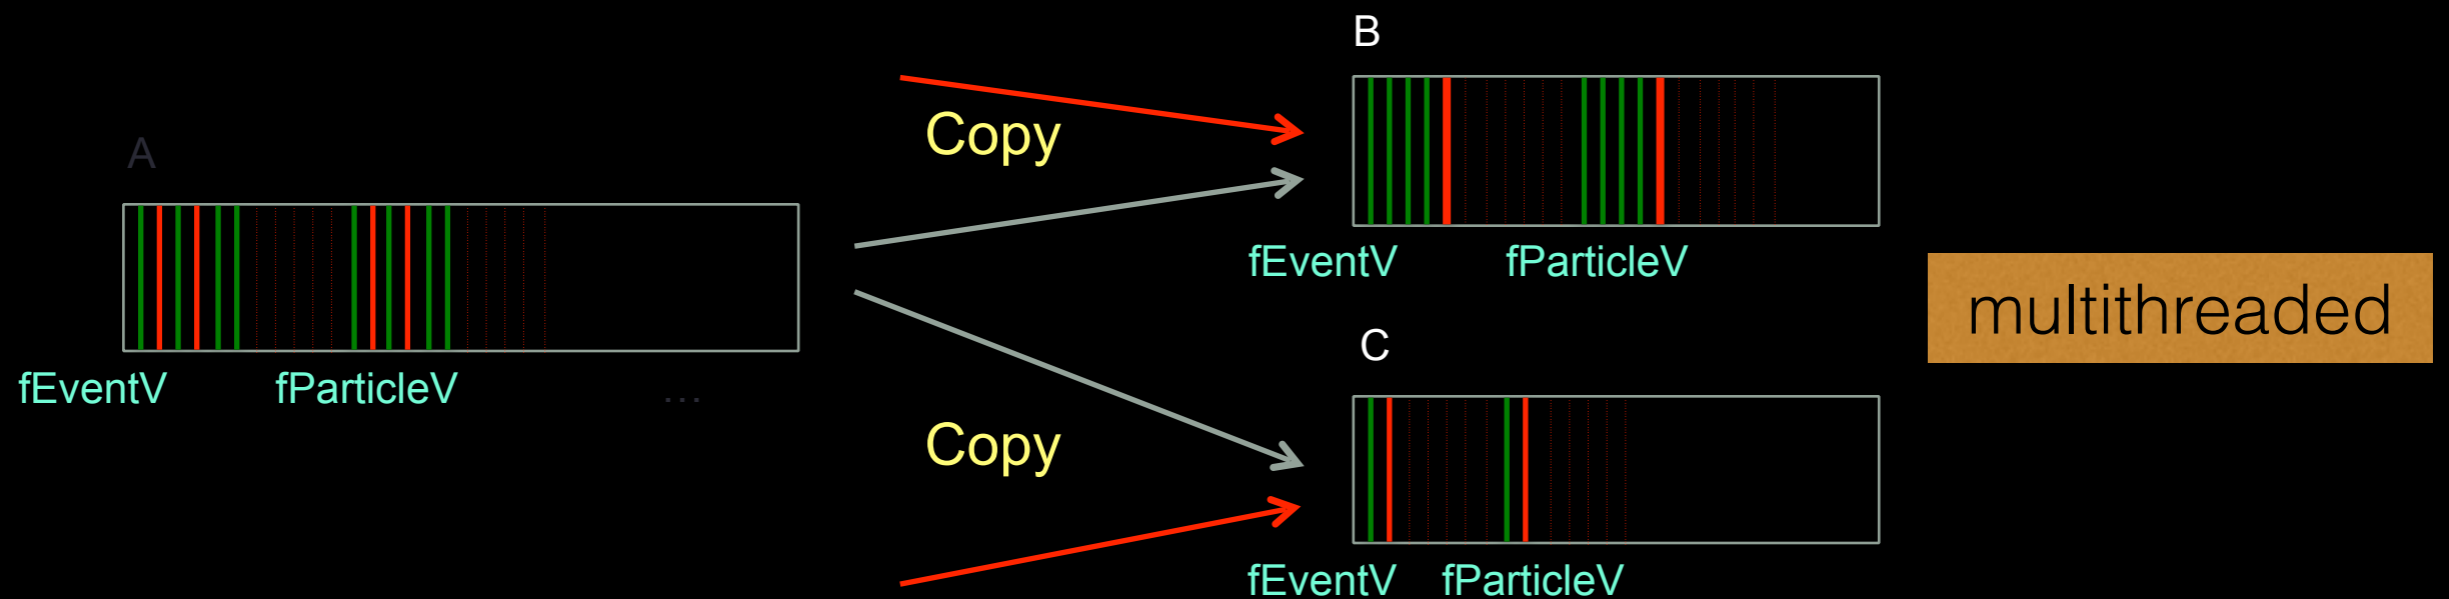 A
fEventV
fParticleV
…
Copy
Copy
B
fEventV
fParticleV
C
fEventV
fParticleV
multithreaded